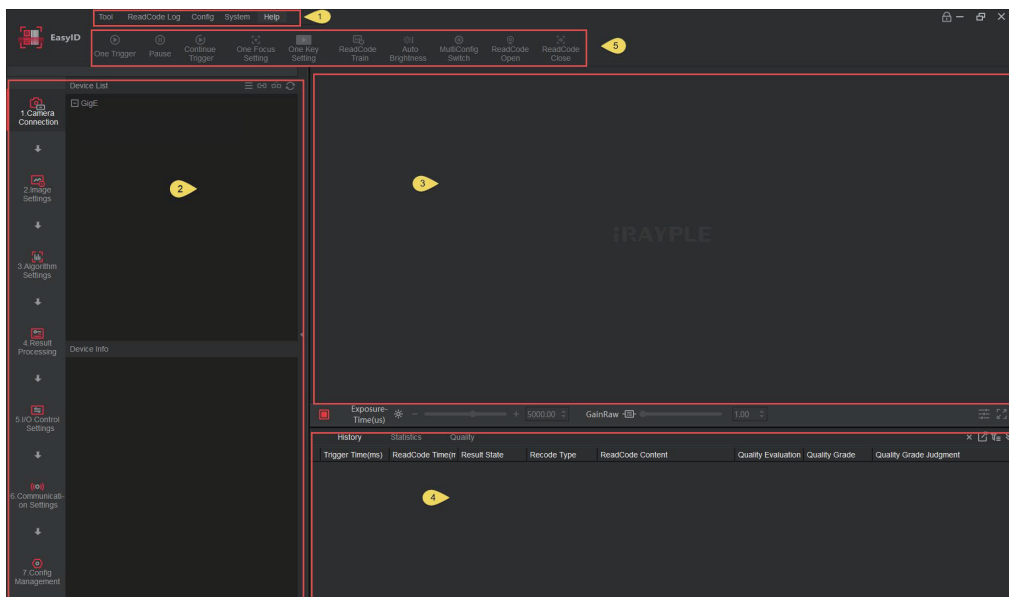 Tool ReadCode Log Config System Help
1
EasyID
One Trigger Pause Continue Trigger One Focus Setting One Key Setting ReadCode Train Auto Brightness MultiConfig Switch ReadCode Open ReadCode Close
5
Device List
GigE
1.Camera
Connection
2
2.Image
Settings
3.Algorithm
Settings
4.Result
Processing
Device Info
5.I/O Control
Settings
6.Communicati-
on Settings
7.Config
Management
3
iRAYPLE
Exposure-
Time(us)
5000.00
GainRaw
1.00
History Statistics Quality
Trigger Time(ms) ReadCode Time(m Result State Recode Type ReadCode Content Quality Evaluation Quality Grade Quality Grade Judgment
4